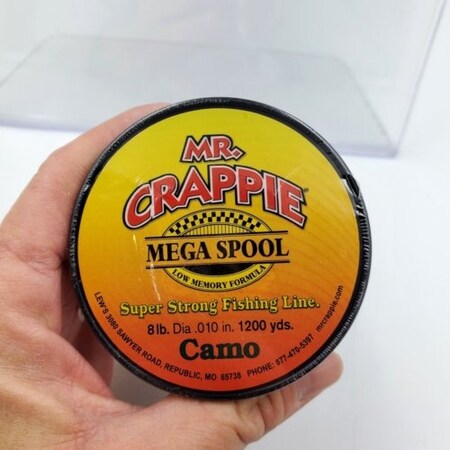 MR.
CRAPPIE
MEGA SPOOL
LOW MEMORY FORMULA
Super Strong Fishing Line.
8lb. Dia .010 in. 1200 yds.
Camo
LEW'S 3080 SAWYER ROAD, REPUBLIC, MO 65738 PHONE: 877-470-5397 mrcrappie.com